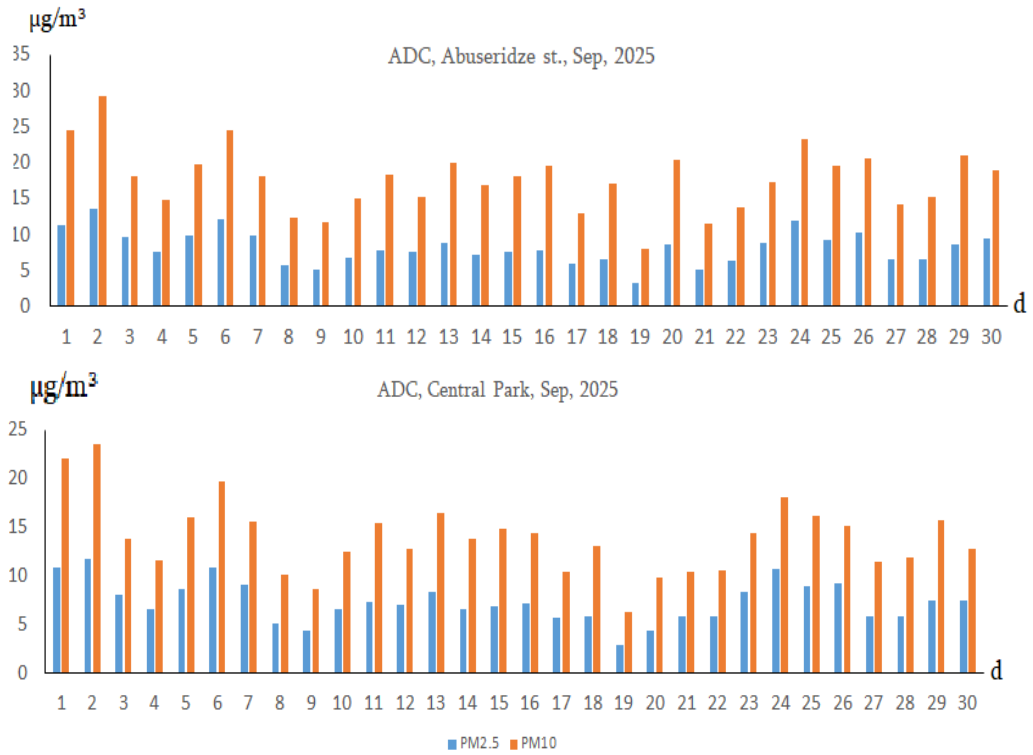 μg/m³
ADC, Abuseridze st., Sep, 2025
35
30
25
20
15
10
5
0
1 2 3 4 5 6 7 8 9 10 11 12 13 14 15 16 17 18 19 20 21 22 23 24 25 26 27 28 29 30 d
μg/m³
ADC, Central Park, Sep, 2025
25
20
15
10
5
0
1 2 3 4 5 6 7 8 9 10 11 12 13 14 15 16 17 18 19 20 21 22 23 24 25 26 27 28 29 30 d
PM2.5 PM10